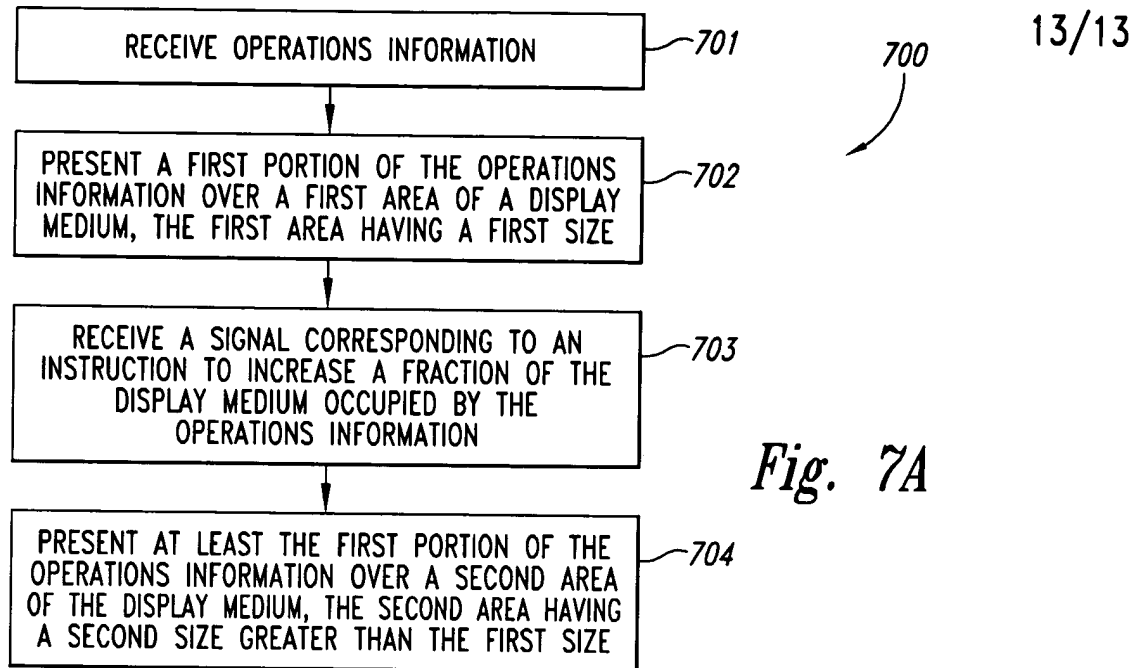 13/13
700
RECEIVE OPERATIONS INFORMATION
701
PRESENT A FIRST PORTION OF THE OPERATIONS
INFORMATION OVER A FIRST AREA OF A DISPLAY
MEDIUM, THE FIRST AREA HAVING A FIRST SIZE
702
RECEIVE A SIGNAL CORRESPONDING TO AN
INSTRUCTION TO INCREASE A FRACTION OF THE
DISPLAY MEDIUM OCCUPIED BY THE
OPERATIONS INFORMATION
703
PRESENT AT LEAST THE FIRST PORTION OF THE
OPERATIONS INFORMATION OVER A SECOND AREA
OF THE DISPLAY MEDIUM, THE SECOND AREA HAVING
A SECOND SIZE GREATER THAN THE FIRST SIZE
704
Fig. 7A